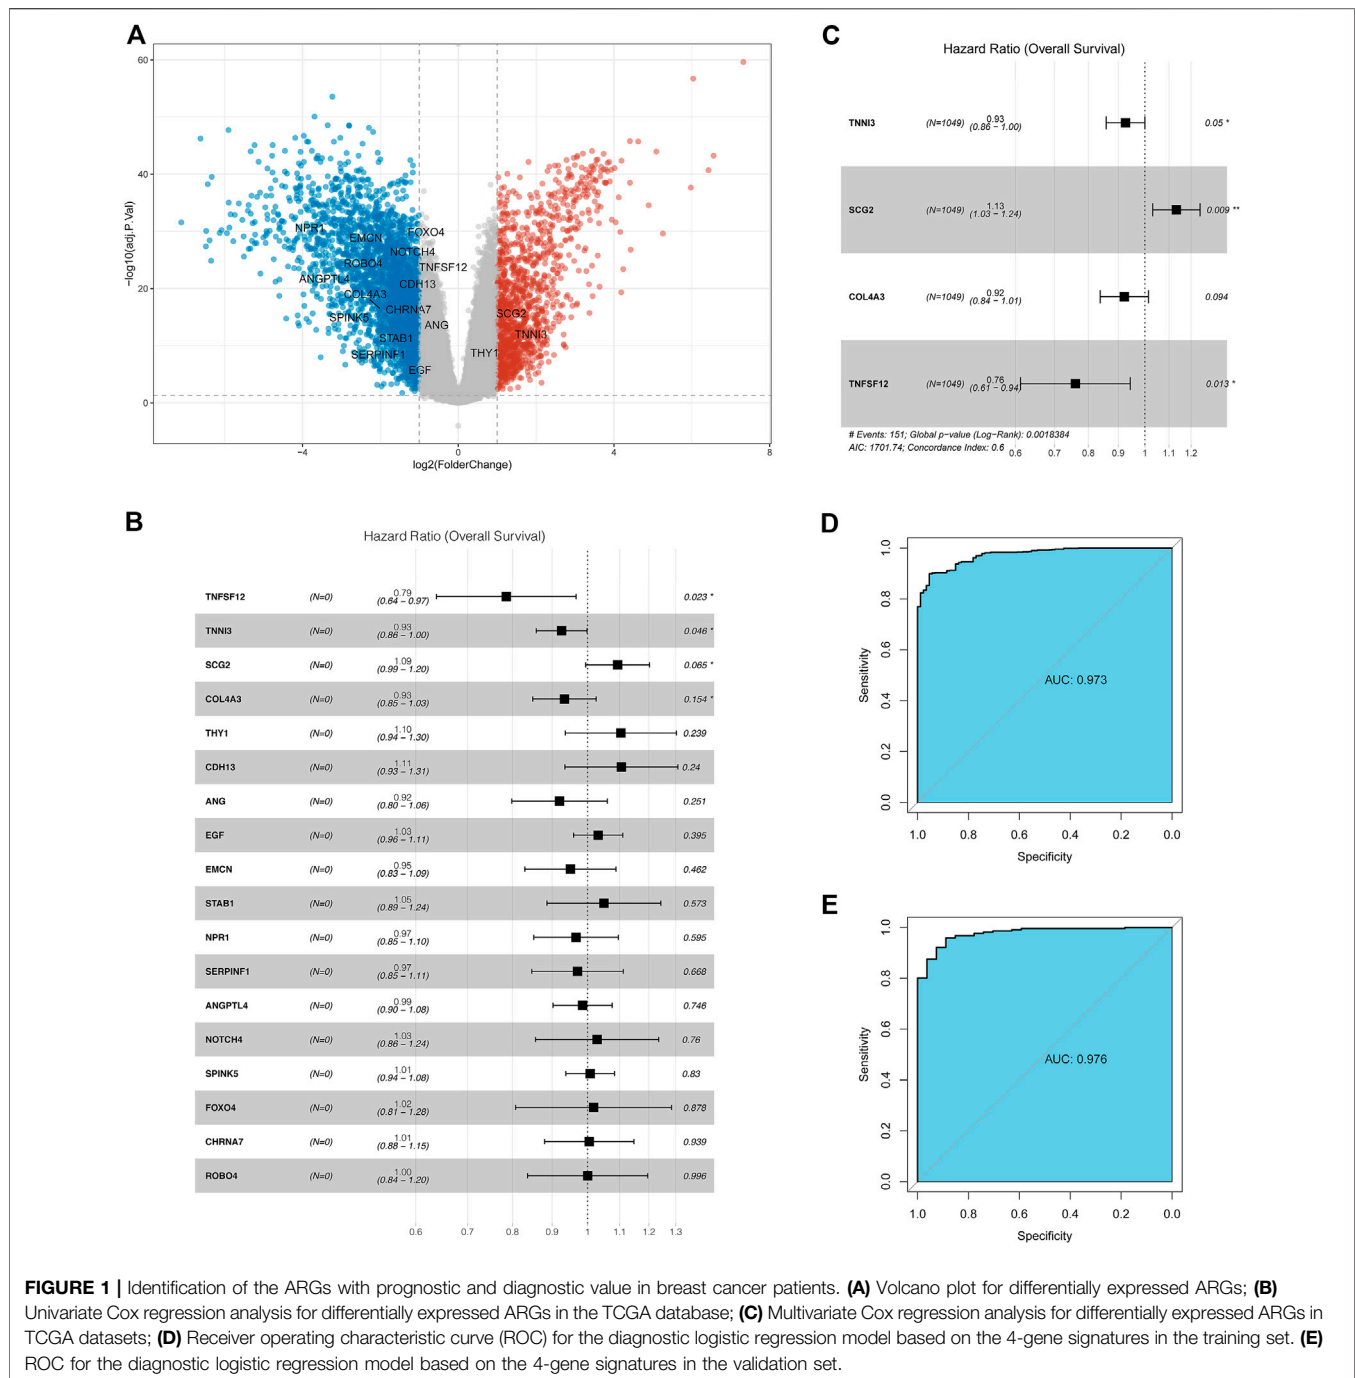 A
60
40
20
0
−4
0
4
8
−log10(adj.P.Val)
log2(FolderChange)
NPR1
EMCN
FOXO4
NOTCH4
ROBO4
TNFSF12
ANGPTL4
CDH13
COL4A3
CHRNA7
SPINK5
ANG
SCG2
STAB1
TNNI3
SERPINF1
THY1
EGF
C
Hazard Ratio (Overall Survival)
TNNI3 (N=1049) 0.93 (0.86 − 1.00) 0.05 *
SCG2 (N=1049) 1.13 (1.03 − 1.24) 0.009 **
COL4A3 (N=1049) 0.92 (0.84 − 1.01) 0.094
TNFSF12 (N=1049) 0.76 (0.61 − 0.94) 0.013 *
# Events: 151; Global p−value (Log−Rank): 0.0018384
AIC: 1701.74; Concordance Index: 0.6
0.6 0.7 0.8 0.9 1 1.1 1.2
B
Hazard Ratio (Overall Survival)
TNFSF12 (N=0) 0.79 (0.64 − 0.97) 0.023 *
TNNI3 (N=0) 0.93 (0.86 − 1.00) 0.046 *
SCG2 (N=0) 1.09 (0.99 − 1.20) 0.065 *
COL4A3 (N=0) 0.93 (0.85 − 1.03) 0.154 *
THY1 (N=0) 1.10 (0.94 − 1.30) 0.239
CDH13 (N=0) 1.11 (0.93 − 1.31) 0.24
ANG (N=0) 0.92 (0.80 − 1.06) 0.251
EGF (N=0) 1.03 (0.96 − 1.11) 0.395
EMCN (N=0) 0.95 (0.83 − 1.09) 0.462
STAB1 (N=0) 1.05 (0.89 − 1.24) 0.573
NPR1 (N=0) 0.97 (0.85 − 1.10) 0.595
SERPINF1 (N=0) 0.97 (0.85 − 1.11) 0.668
ANGPTL4 (N=0) 0.99 (0.90 − 1.08) 0.746
NOTCH4 (N=0) 1.03 (0.86 − 1.24) 0.76
SPINK5 (N=0) 1.01 (0.94 − 1.08) 0.83
FOXO4 (N=0) 1.02 (0.81 − 1.28) 0.878
CHRNA7 (N=0) 1.01 (0.88 − 1.15) 0.939
ROBO4 (N=0) 1.00 (0.84 − 1.20) 0.996
0.6 0.7 0.8 0.9 1 1.1 1.2 1.3
D
Sensitivity
1.0
0.8
0.6
0.4
0.2
0.0
AUC: 0.973
1.0 0.8 0.6 0.4 0.2 0.0
Specificity
E
Sensitivity
1.0
0.8
0.6
0.4
0.2
0.0
AUC: 0.976
1.0 0.8 0.6 0.4 0.2 0.0
Specificity
FIGURE 1 | Identification of the ARGs with prognostic and diagnostic value in breast cancer patients. (A) Volcano plot for differentially expressed ARGs; (B)
Univariate Cox regression analysis for differentially expressed ARGs in the TCGA database; (C) Multivariate Cox regression analysis for differentially expressed ARGs in
TCGA datasets; (D) Receiver operating characteristic curve (ROC) for the diagnostic logistic regression model based on the 4-gene signatures in the training set. (E)
ROC for the diagnostic logistic regression model based on the 4-gene signatures in the validation set.